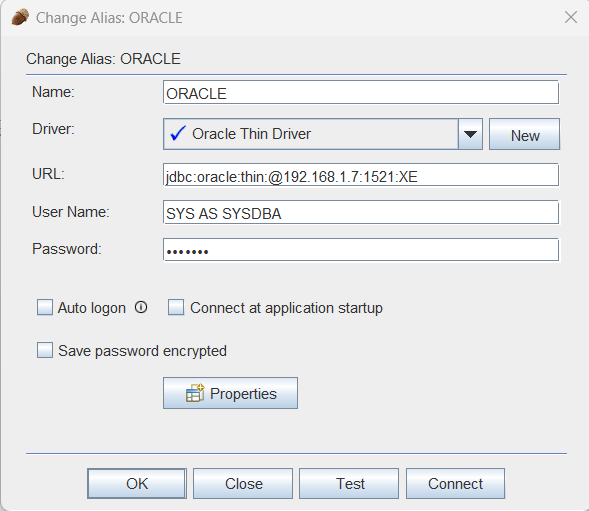 Change Alias: ORACLE
Change Alias: ORACLE
Name: ORACLE
Driver: Oracle Thin Driver New
URL: jdbc:oracle:thin:@192.168.1.7:1521:XE
User Name: SYS AS SYSDBA
Password: •••••••
Auto logon Connect at application startup
Save password encrypted
Properties
OK Close Test Connect